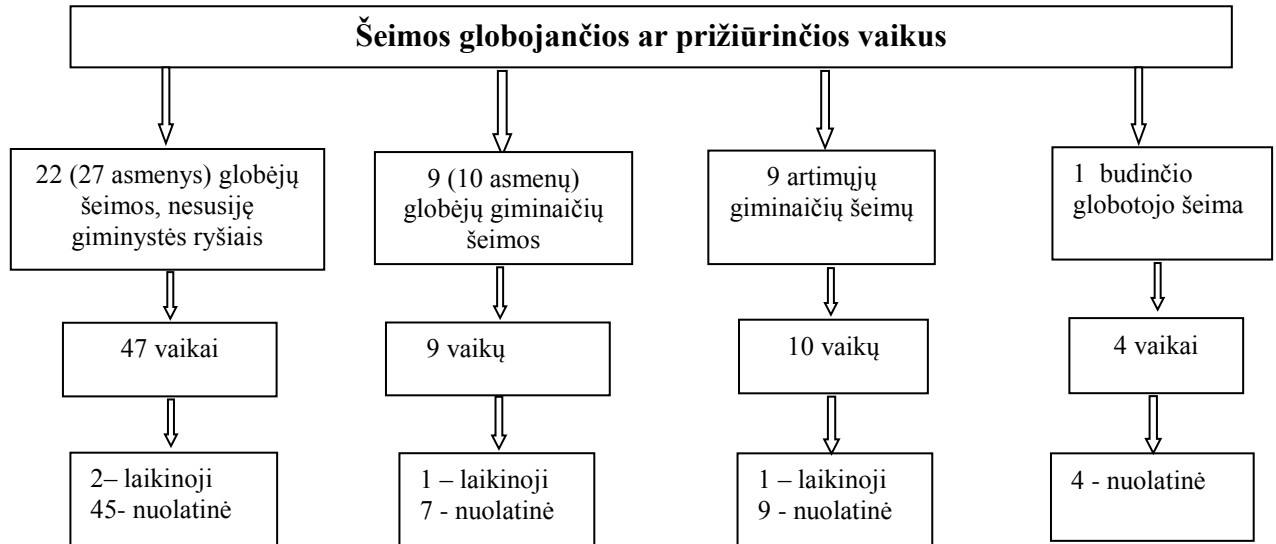 Šeimos globojančios ar prižiūrinčios vaikus
22 (27 asmenys) globėjų
šeimos, nesusiję
giminystės ryšiais
9 (10 asmenų)
globėjų giminaičių
šeimos
9 artimųjų
giminaičių šeimų
1 budinčio
globotojo šeima
47 vaikai
9 vaikų
10 vaikų
4 vaikai
2– laikinoji
45- nuolatinė
1 – laikinoji
7 - nuolatinė
1 – laikinoji
9 - nuolatinė
4 - nuolatinė